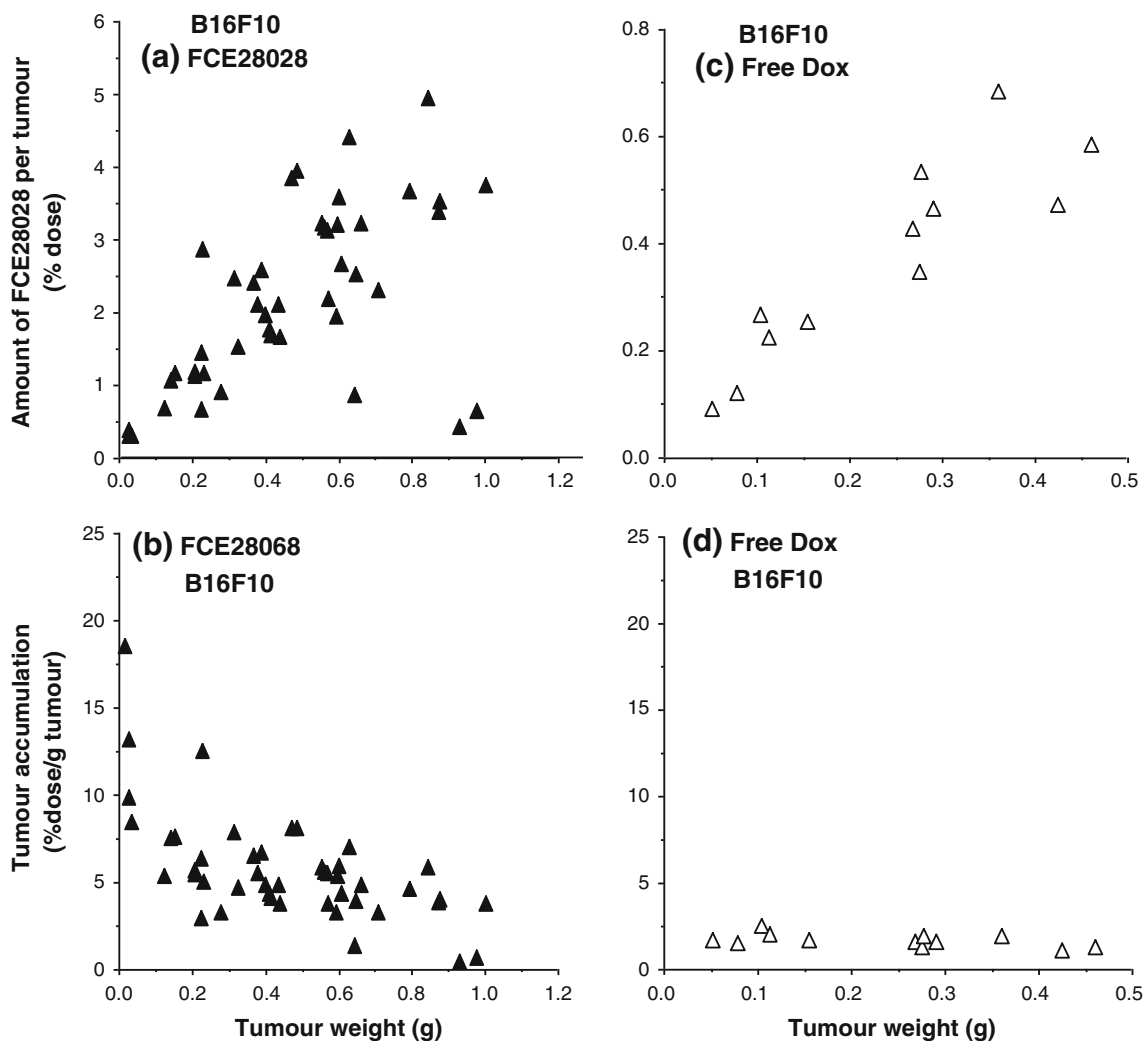 B16F10
(a) FCE28028
Amount of FCE28028 per tumour
(% dose)
6
5
4
3
2
1
0
0.0 0.2 0.4 0.6 0.8 1.0 1.2
B16F10
(c) Free Dox
0.8
0.6
0.4
0.2
0.0
0.0 0.1 0.2 0.3 0.4 0.5
(b) FCE28068
B16F10
Tumour accumulation
(%dose/g tumour)
25
20
15
10
5
0
0.0 0.2 0.4 0.6 0.8 1.0 1.2
Tumour weight (g)
(d) Free Dox
B16F10
25
20
15
10
5
0
0.0 0.1 0.2 0.3 0.4 0.5
Tumour weight (g)